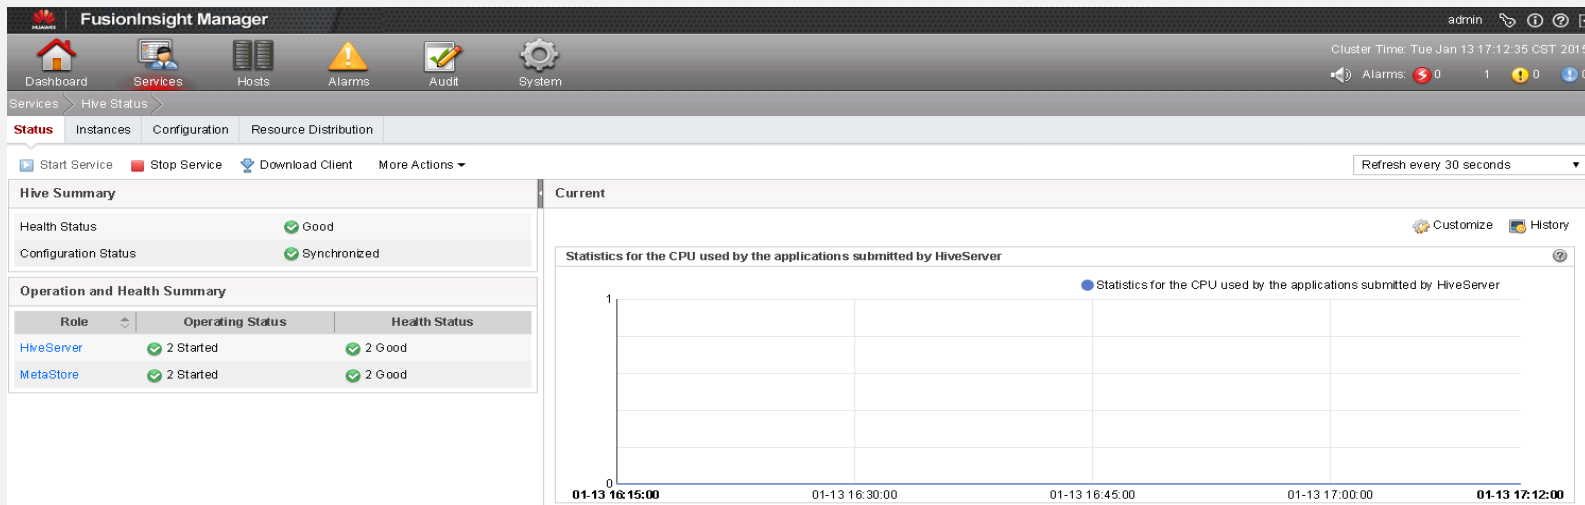 HUAWEI FusionInsight Manager admin
Dashboard Services Hosts Alarms Audit System
Cluster Time: Tue Jan 13 17:12:35 CST 2015
Alarms: 0 1 0 0
Services Hive Status
Status Instances Configuration Resource Distribution
Start Service Stop Service Download Client More Actions Refresh every 30 seconds
Hive Summary
Health Status Good
Configuration Status Synchronized
Operation and Health Summary
Role Operating Status Health Status
HiveServer 2 Started 2 Good
MetaStore 2 Started 2 Good
Current
Customize History
Statistics for the CPU used by the applications submitted by HiveServer
Statistics for the CPU used by the applications submitted by HiveServer
1
0
01-13 16:15:00 01-13 16:30:00 01-13 16:45:00 01-13 17:00:00 01-13 17:12:00